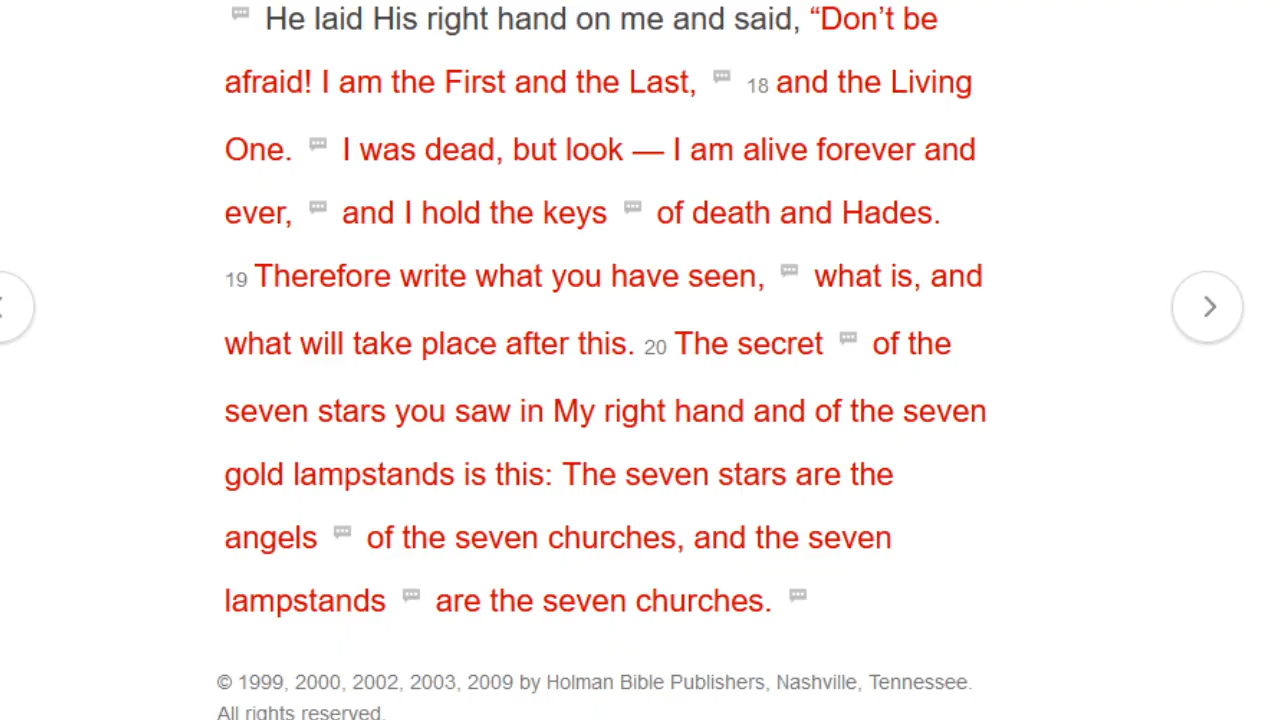 He laid His right hand on me and said, “Don’t be
afraid! I am the First and the Last, 18 and the Living
One. I was dead, but look — I am alive forever and
ever, and I hold the keys of death and Hades.
19 Therefore write what you have seen, what is, and
what will take place after this. 20 The secret of the
seven stars you saw in My right hand and of the seven
gold lampstands is this: The seven stars are the
angels of the seven churches, and the seven
lampstands are the seven churches.
© 1999, 2000, 2002, 2003, 2009 by Holman Bible Publishers, Nashville, Tennessee.
All rights reserved.